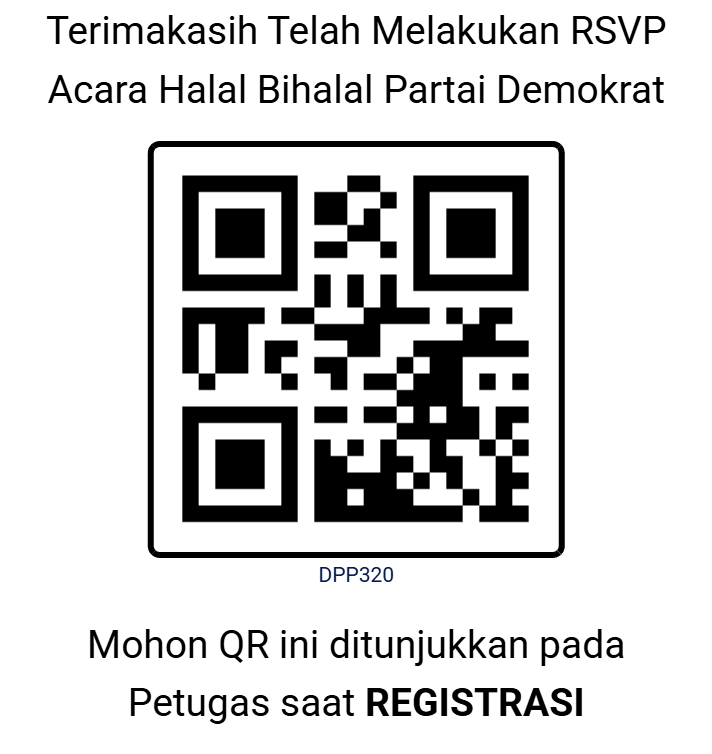 Terimakasih Telah Melakukan RSVP
Acara Halal Bihalal Partai Demokrat
DPP320
Mohon QR ini ditunjukkan pada
Petugas saat REGISTRASI